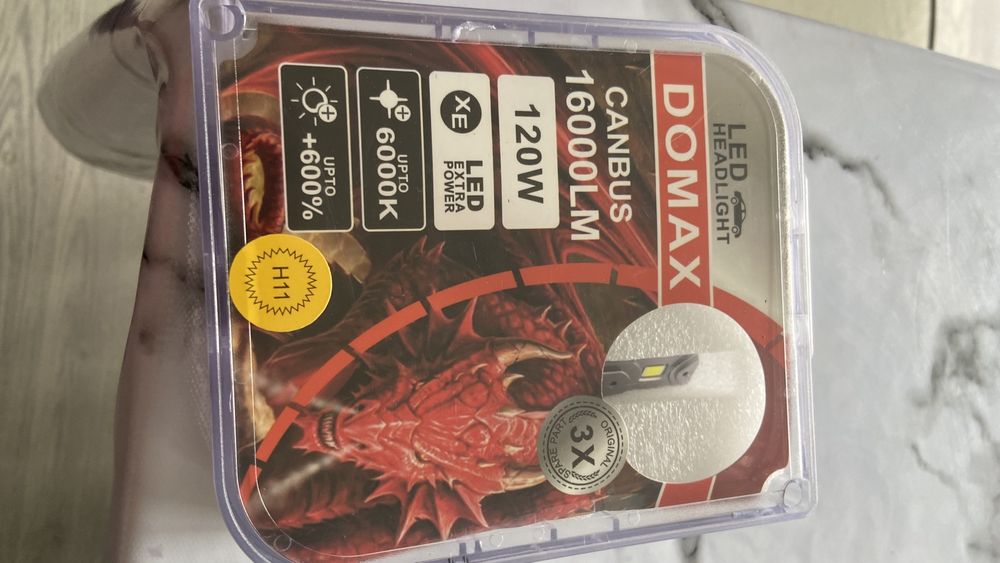 LED
HEADLIGHT
DOMAX
CANBUS
16000LM
120W
XE
LED
EXTRA
POWER
UPTO
6000K
UPTO
+600%
H11
ORIGINAL
3X
SPARE PART